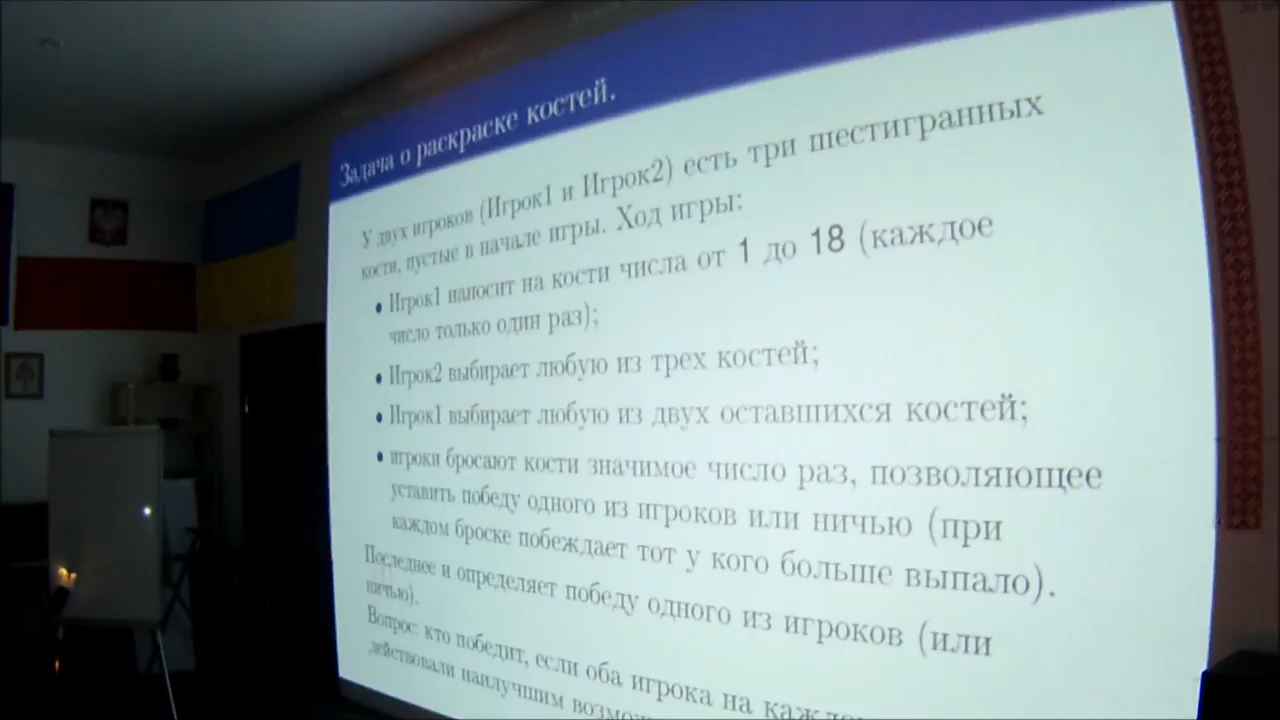 Задача о раскраске костей.
У двух игроков (Игрок1 и Игрок2) есть три шестигранных
кости, пустые в начале игры. Ход игры:
• Игрок1 наносит на кости числа от 1 до 18 (каждое
число только один раз);
• Игрок2 выбирает любую из трех костей;
• Игрок1 выбирает любую из двух оставшихся костей;
• игроки бросают кости значимое число раз, позволяющее
уставить победу одного из игроков или ничью (при
каждом броске побеждает тот у кого больше выпало).
Последнее и определяет победу одного из игроков (или
ничью).
Вопрос: кто победит, если оба игрока на
действовали наилучшим